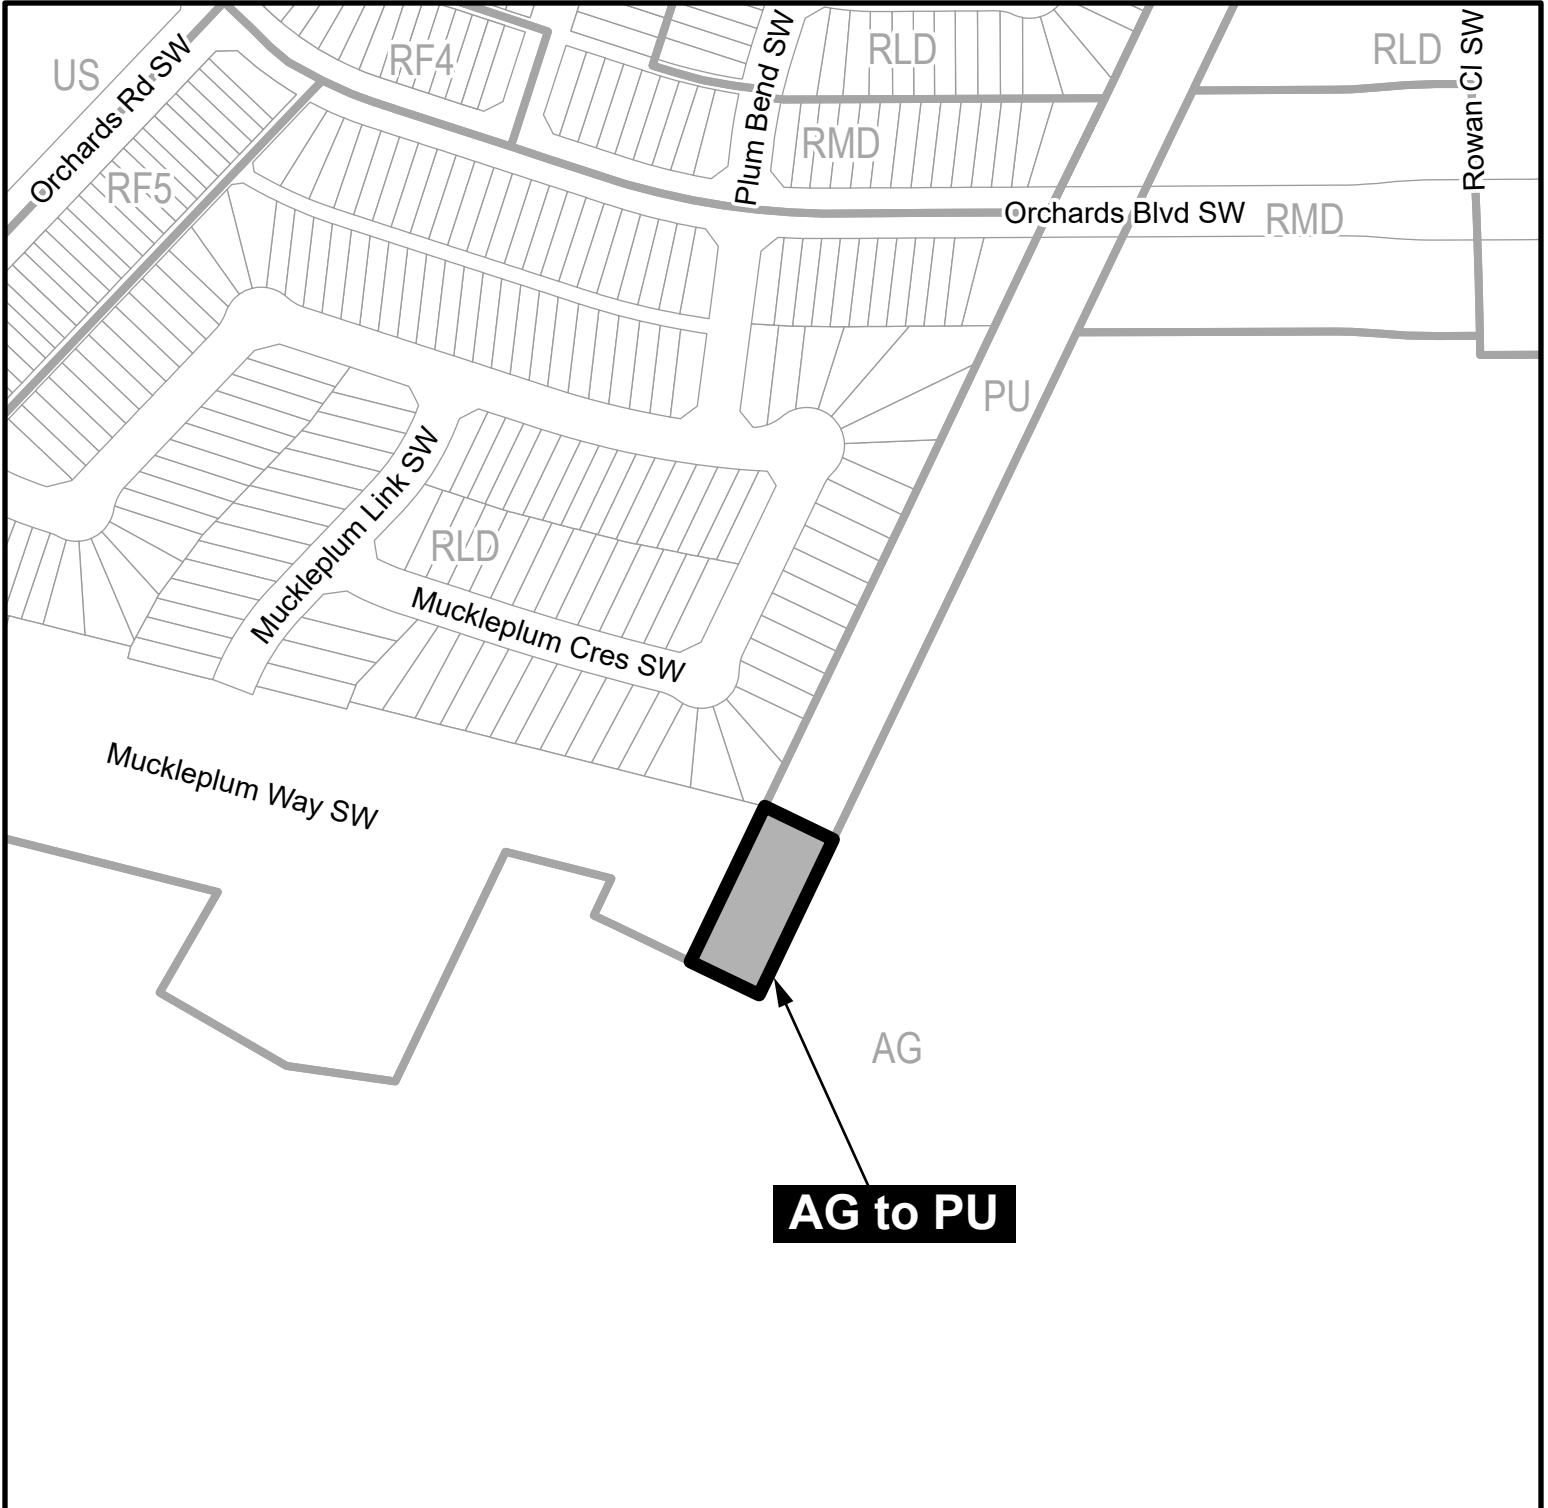 US
Orchards Rd SW
RF4
Plum Bend SW
RLD
RLD
Rowan Cl SW
RF5
RMD
Orchards Blvd SW
RMD
PU
Muckleplum Link SW
RLD
Muckleplum Cres SW
Muckleplum Way SW
AG
AG to PU